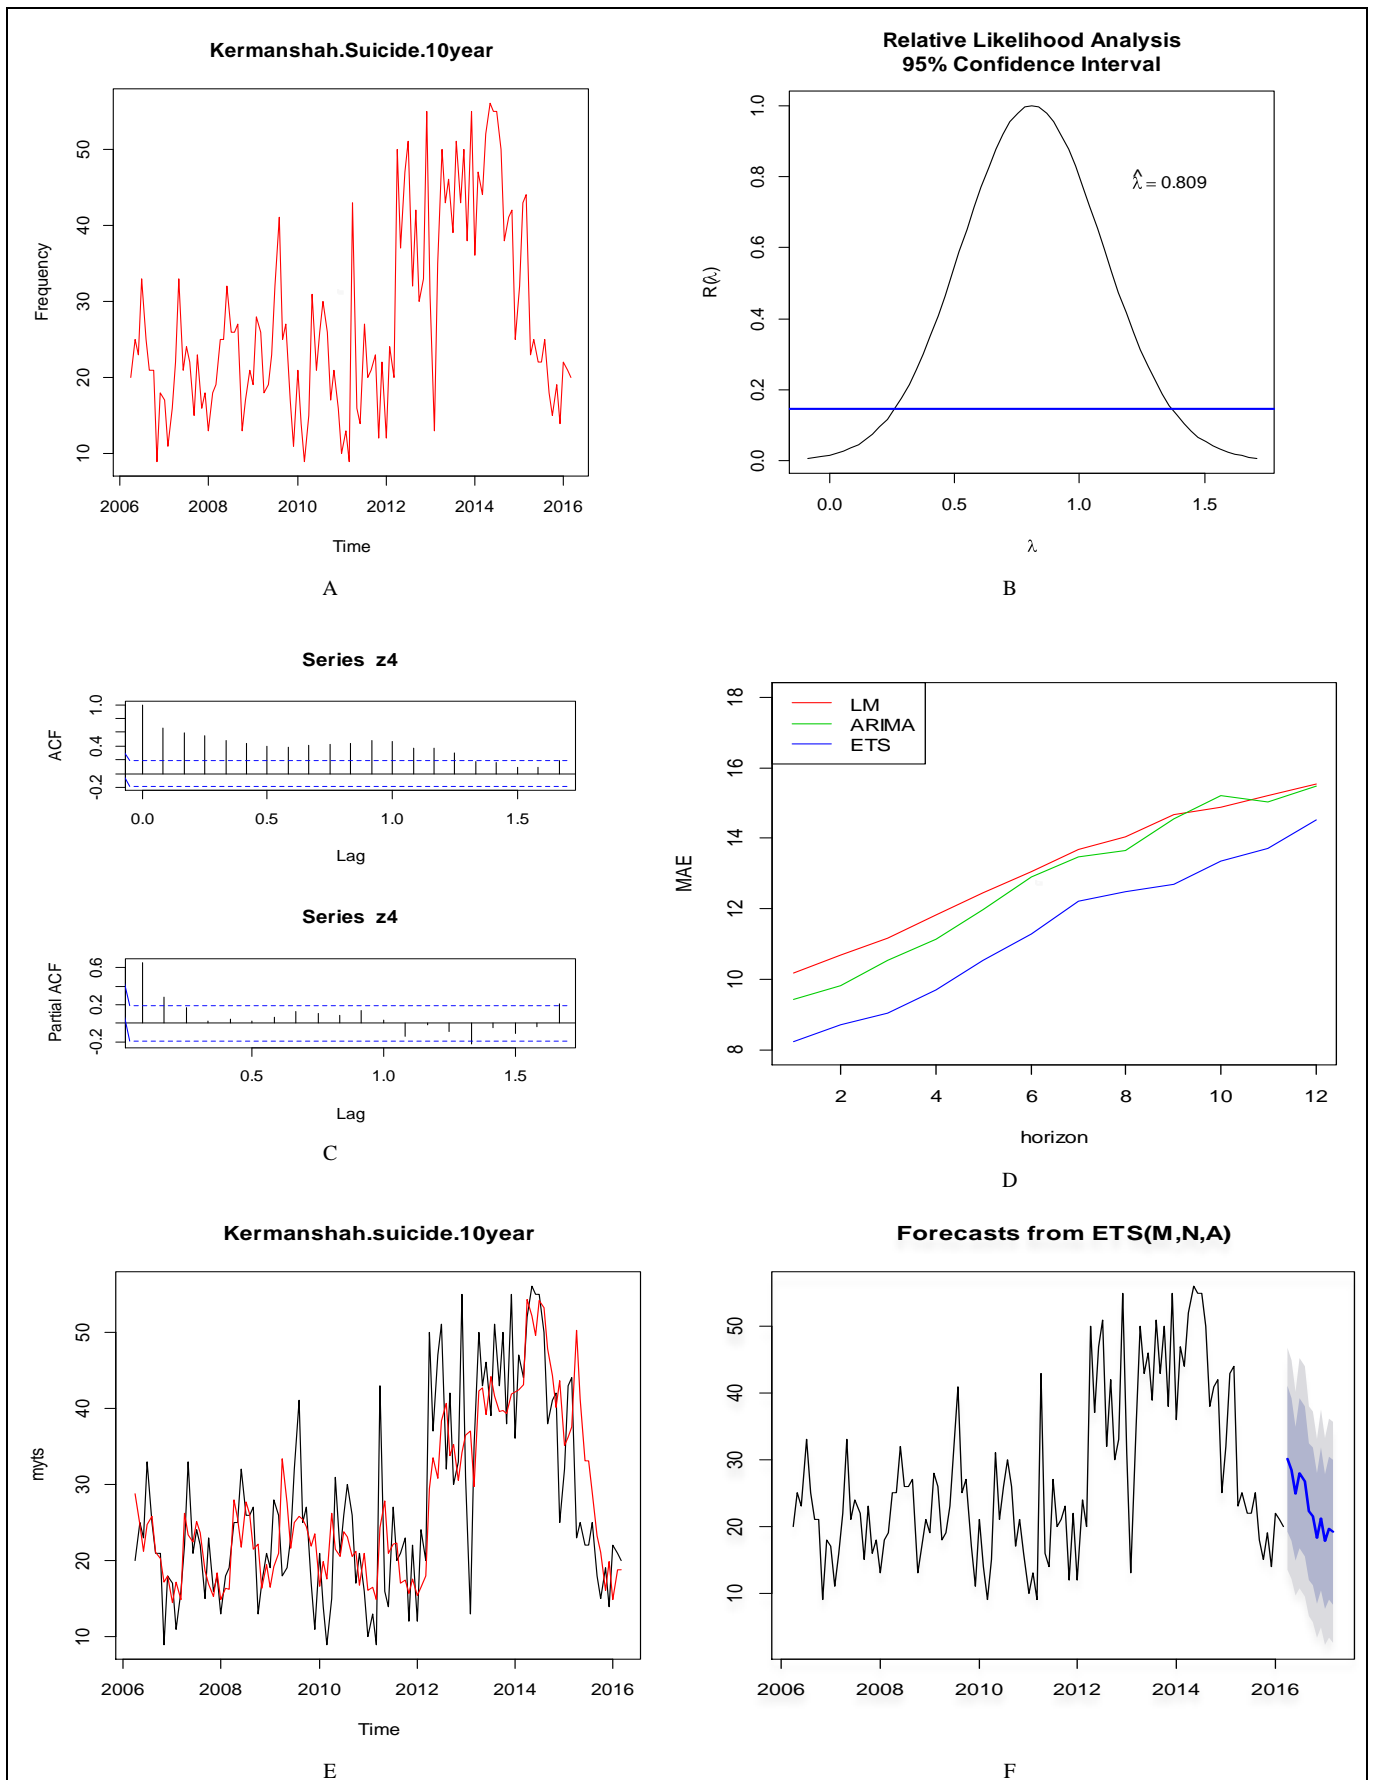 Kermanshah.Suicide.10year
Frequency
50
40
30
20
10
2006 2008 2010 2012 2014 2016
Time
A
Relative Likelihood Analysis
95% Confidence Interval
R(λ)
1.0
0.8
0.6
0.4
0.2
0.0
λ̂ = 0.809
0.0 0.5 1.0 1.5
λ
B
Series z4
ACF
1.0
0.4
-0.2
0.0 0.5 1.0 1.5
Lag
Series z4
Partial ACF
0.6
0.2
-0.2
0.5 1.0 1.5
Lag
C
LM
ARIMA
ETS
MAE
18
16
14
12
10
8
2 4 6 8 10 12
horizon
D
Kermanshah.suicide.10year
myts
50
40
30
20
10
2006 2008 2010 2012 2014 2016
Time
E
Forecasts from ETS(M,N,A)
50
40
30
20
10
2006 2008 2010 2012 2014 2016
F